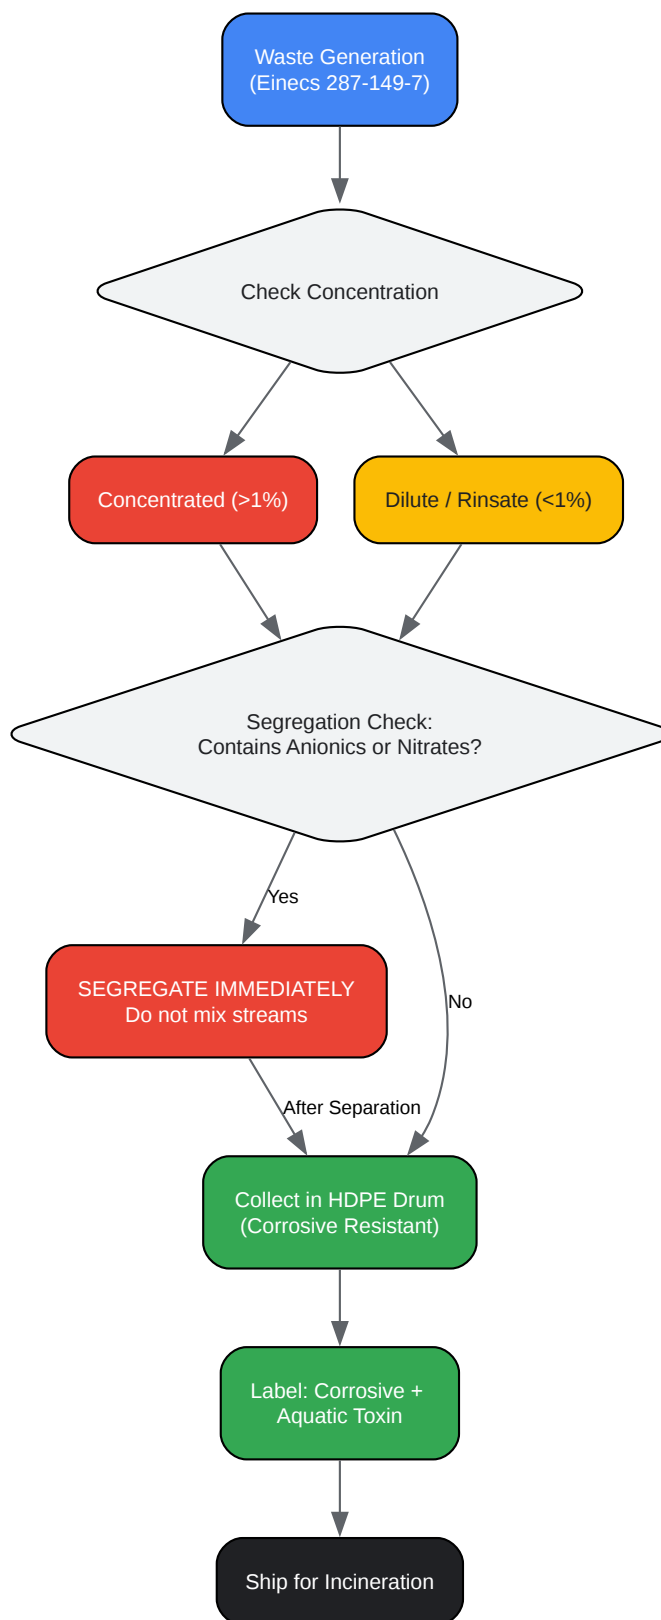 Waste Generation
(Einecs 287-149-7)
Check Concentration
Concentrated (>1%)
Dilute / Rinsate (<1%)
Segregation Check:
Contains Anionics or Nitrates?
Yes
SEGREGATE IMMEDIATELY
Do not mix streams
No
After Separation
Collect in HDPE Drum
(Corrosive Resistant)
Label: Corrosive +
Aquatic Toxin
Ship for Incineration